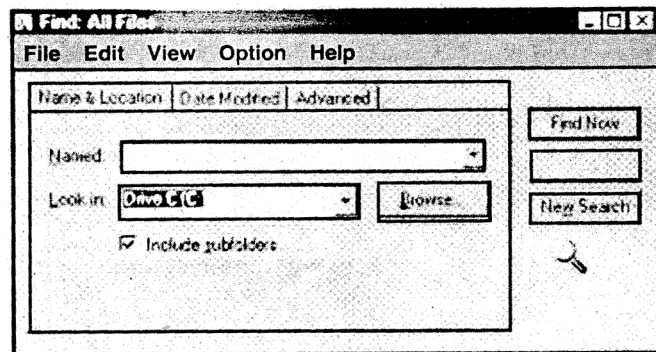 Find: All Files
File Edit View Option Help
Name & Location Date Modified Advanced
Find Now
Named:
Look in: Drive C (C: Browse...
New Search
Include subfolders